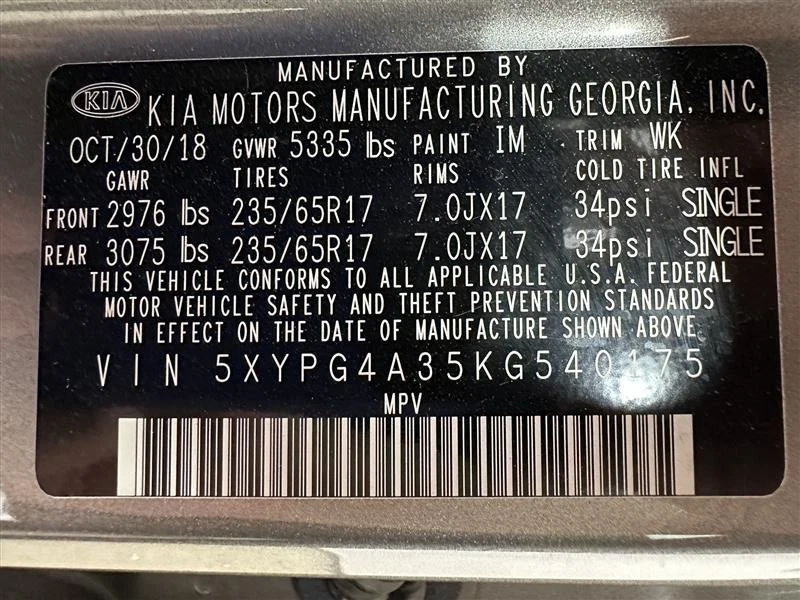 MANUFACTURED BY
KIA KIA MOTORS MANUFACTURING GEORGIA, INC.
OCT/30/18 GVWR 5335 lbs PAINT IM TRIM WK
GAWR TIRES RIMS COLD TIRE INFL
FRONT 2976 lbs 235/65R17 7.0JX17 34psi SINGLE
REAR 3075 lbs 235/65R17 7.0JX17 34psi SINGLE
THIS VEHICLE CONFORMS TO ALL APPLICABLE U.S.A. FEDERAL
MOTOR VEHICLE SAFETY AND THEFT PREVENTION STANDARDS
IN EFFECT ON THE DATE OF MANUFACTURE SHOWN ABOVE.
VIN 5XYPG4A35KG540175
MPV